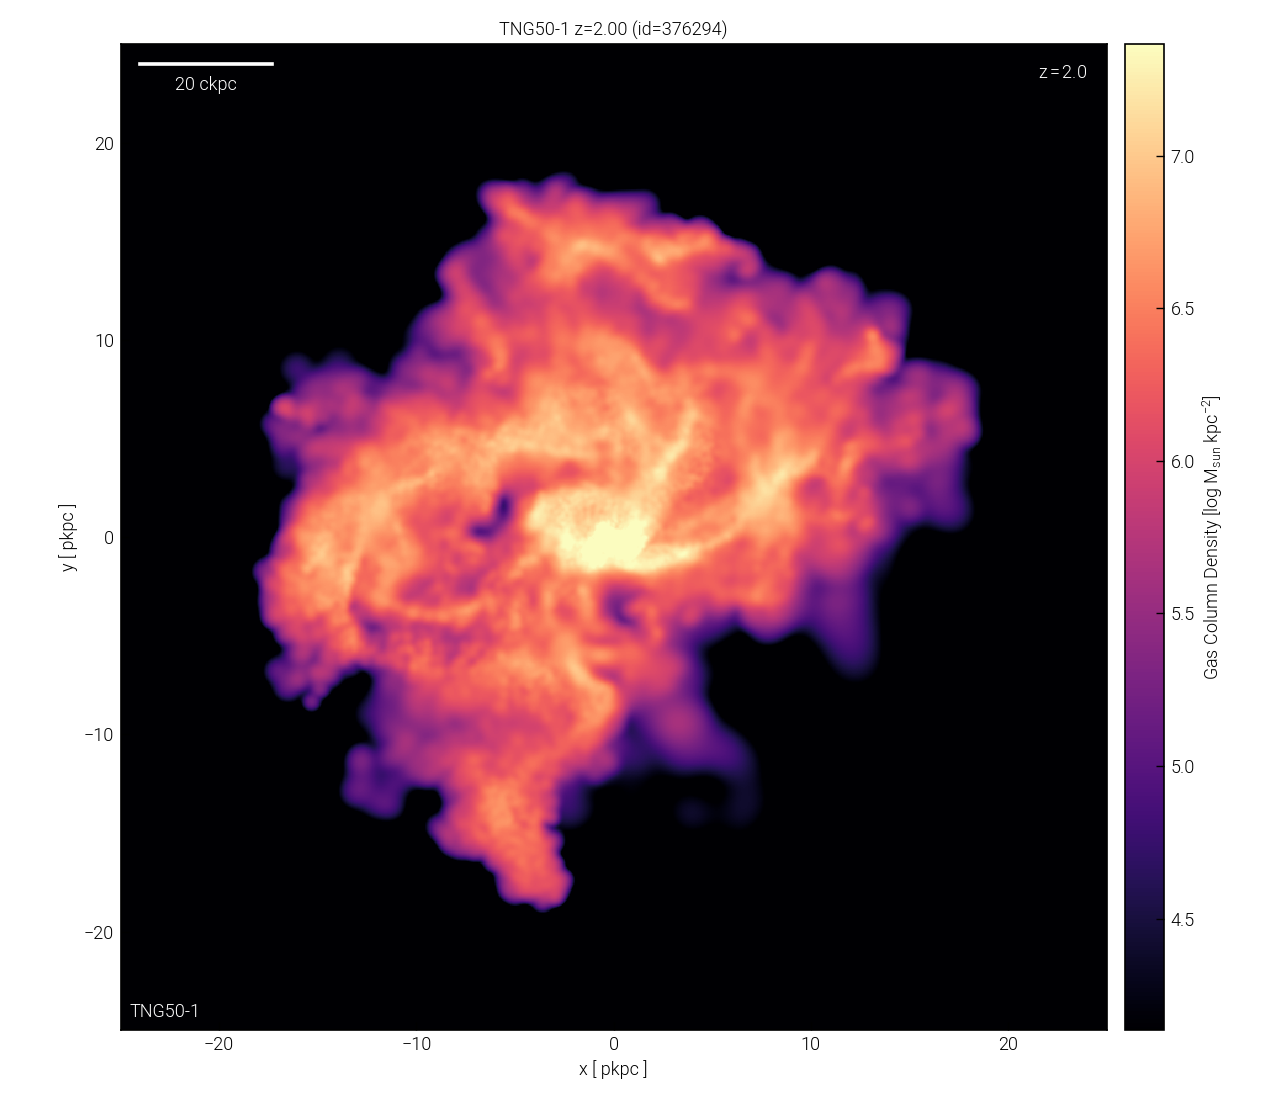 TNG50-1 z=2.00 (id=376294)
20 ckpc
z=2.0
20
10
0
−10
−20
y [ pkpc ]
TNG50-1
−20
−10
0
10
20
x [ pkpc ]
7.0
6.5
6.0
5.5
5.0
4.5
Gas Column Density [log M_sun kpc⁻²]